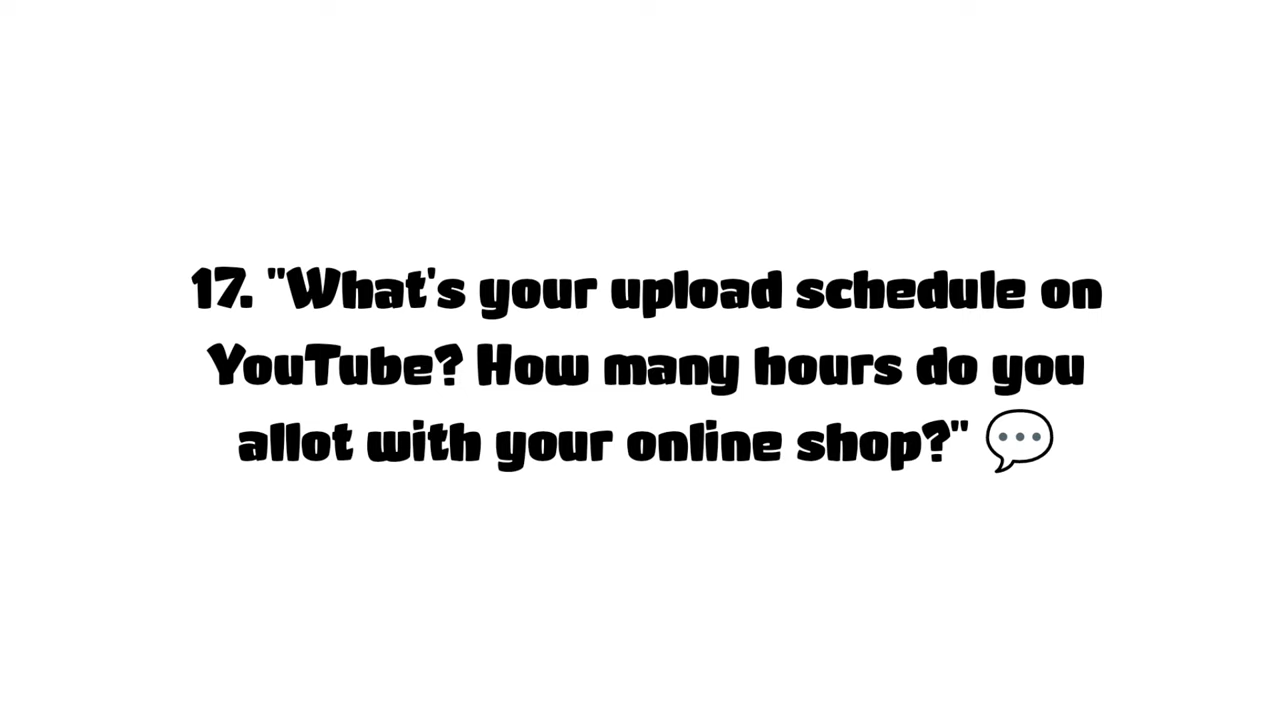 17. "What's your upload schedule on
YouTube? How many hours do you
allot with your online shop?" 💬